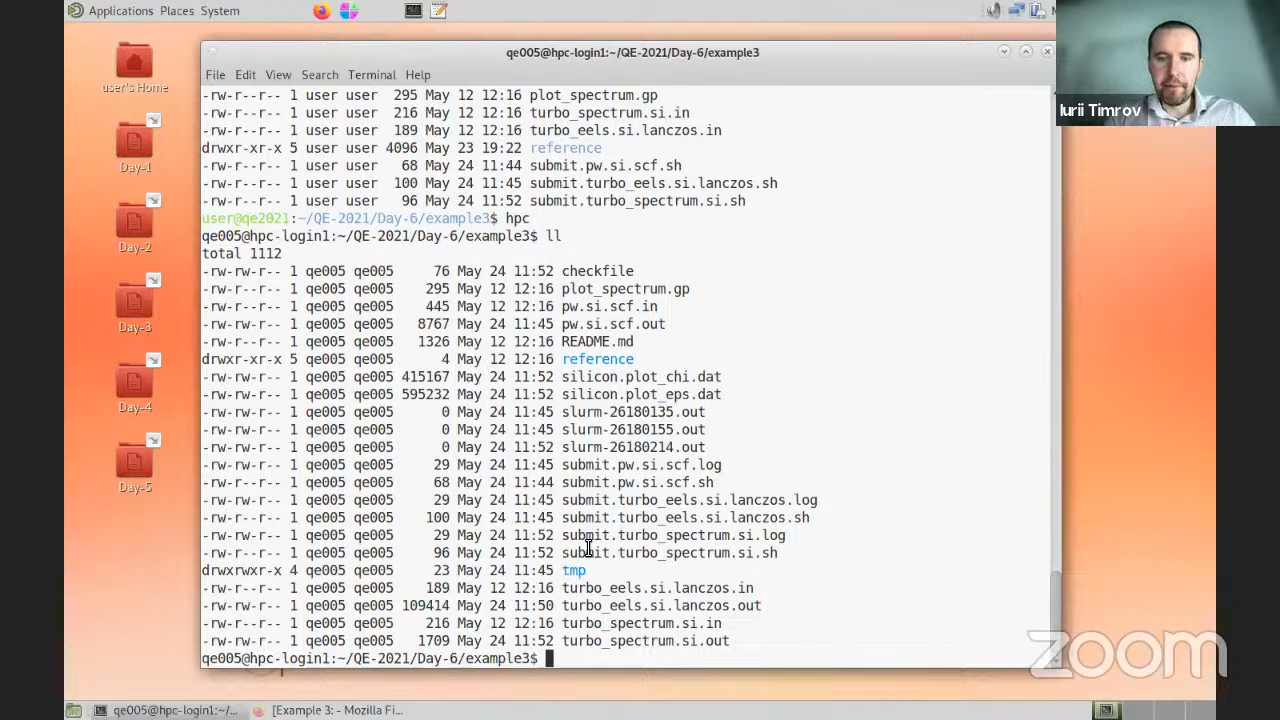 Applications Places System
qe005@hpc-login1:~/QE-2021/Day-6/example3
File Edit View Search Terminal Help
Iurii Timrov
user's Home
Day-1
Day-2
Day-3
Day-4
Day-5
-rw-r--r-- 1 user user 295 May 12 12:16 plot_spectrum.gp
-rw-r--r-- 1 user user 216 May 12 12:16 turbo_spectrum.si.in
-rw-r--r-- 1 user user 189 May 12 12:16 turbo_eels.si.lanczos.in
drwxr-xr-x 5 user user 4096 May 23 19:22 reference
-rw-r--r-- 1 user user 68 May 24 11:44 submit.pw.si.scf.sh
-rw-r--r-- 1 user user 100 May 24 11:45 submit.turbo_eels.si.lanczos.sh
-rw-r--r-- 1 user user 96 May 24 11:52 submit.turbo_spectrum.si.sh
user@qe2021:~/QE-2021/Day-6/example3$ hpc
qe005@hpc-login1:~/QE-2021/Day-6/example3$ ll
total 1112
-rw-rw-r-- 1 qe005 qe005 76 May 24 11:52 checkfile
-rw-r--r-- 1 qe005 qe005 295 May 12 12:16 plot_spectrum.gp
-rw-r--r-- 1 qe005 qe005 445 May 12 12:16 pw.si.scf.in
-rw-rw-r-- 1 qe005 qe005 8767 May 24 11:45 pw.si.scf.out
-rw-r--r-- 1 qe005 qe005 1326 May 12 12:16 README.md
drwxr-xr-x 5 qe005 qe005 4 May 12 12:16 reference
-rw-rw-r-- 1 qe005 qe005 415167 May 24 11:52 silicon.plot_chi.dat
-rw-rw-r-- 1 qe005 qe005 595232 May 24 11:52 silicon.plot_eps.dat
-rw-rw-r-- 1 qe005 qe005 0 May 24 11:45 slurm-26180135.out
-rw-rw-r-- 1 qe005 qe005 0 May 24 11:45 slurm-26180155.out
-rw-rw-r-- 1 qe005 qe005 0 May 24 11:52 slurm-26180214.out
-rw-rw-r-- 1 qe005 qe005 29 May 24 11:45 submit.pw.si.scf.log
-rw-r--r-- 1 qe005 qe005 68 May 24 11:44 submit.pw.si.scf.sh
-rw-rw-r-- 1 qe005 qe005 29 May 24 11:45 submit.turbo_eels.si.lanczos.log
-rw-r--r-- 1 qe005 qe005 100 May 24 11:45 submit.turbo_eels.si.lanczos.sh
-rw-rw-r-- 1 qe005 qe005 29 May 24 11:52 submit.turbo_spectrum.si.log
-rw-r--r-- 1 qe005 qe005 96 May 24 11:52 submit.turbo_spectrum.si.sh
drwxrwxr-x 4 qe005 qe005 23 May 24 11:45 tmp
-rw-r--r-- 1 qe005 qe005 189 May 12 12:16 turbo_eels.si.lanczos.in
-rw-rw-r-- 1 qe005 qe005 109414 May 24 11:50 turbo_eels.si.lanczos.out
-rw-r--r-- 1 qe005 qe005 216 May 12 12:16 turbo_spectrum.si.in
-rw-rw-r-- 1 qe005 qe005 1709 May 24 11:52 turbo_spectrum.si.out
qe005@hpc-login1:~/QE-2021/Day-6/example3$
zoom
qe005@hpc-login1:~/... [Example 3: - Mozilla Fi...